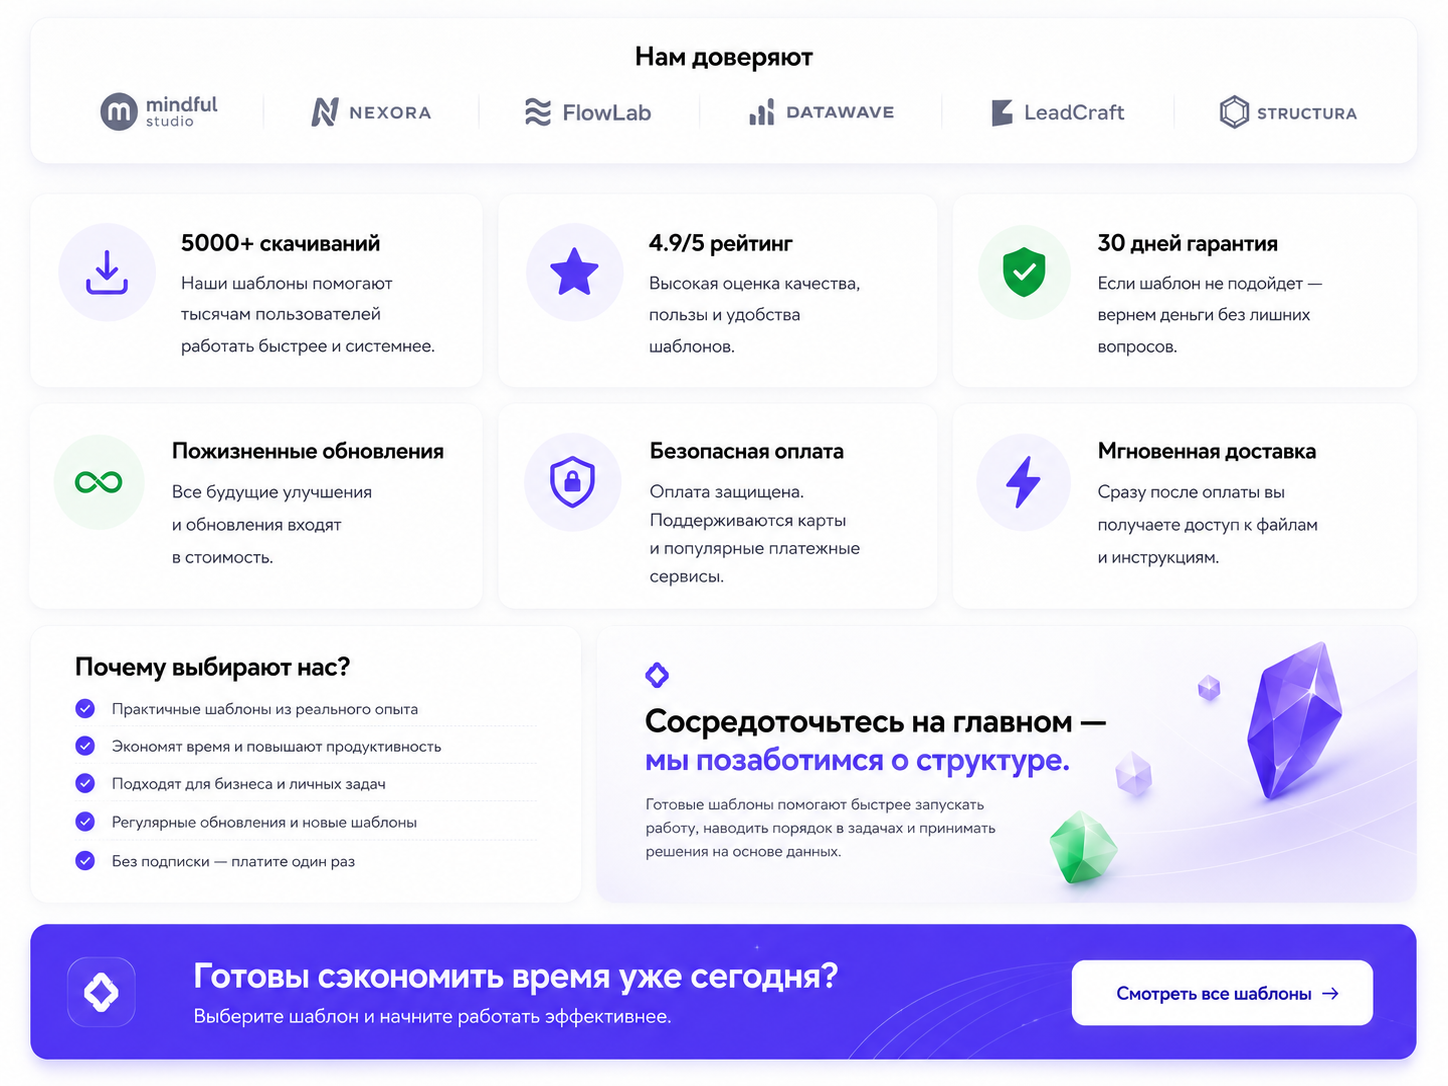 Нам доверяют
m mindful
studio
NEXORA
FlowLab
DATAWAVE
LeadCraft
STRUCTURA
5000+ скачиваний
Наши шаблоны помогают
тысячам пользователей
работать быстрее и системнее.
4.9/5 рейтинг
Высокая оценка качества,
пользы и удобства
шаблонов.
30 дней гарантия
Если шаблон не подойдет —
вернем деньги без лишних
вопросов.
Пожизненные обновления
Все будущие улучшения
и обновления входят
в стоимость.
Безопасная оплата
Оплата защищена.
Поддерживаются карты
и популярные платежные
сервисы.
Мгновенная доставка
Сразу после оплаты вы
получаете доступ к файлам
и инструкциям.
Почему выбирают нас?
Практичные шаблоны из реального опыта
Экономят время и повышают продуктивность
Подходят для бизнеса и личных задач
Регулярные обновления и новые шаблоны
Без подписки — платите один раз
Сосредоточьтесь на главном —
мы позаботимся о структуре.
Готовые шаблоны помогают быстрее запускать
работу, наводить порядок в задачах и принимать
решения на основе данных.
Готовы сэкономить время уже сегодня?
Выберите шаблон и начните работать эффективнее.
Смотреть все шаблоны →